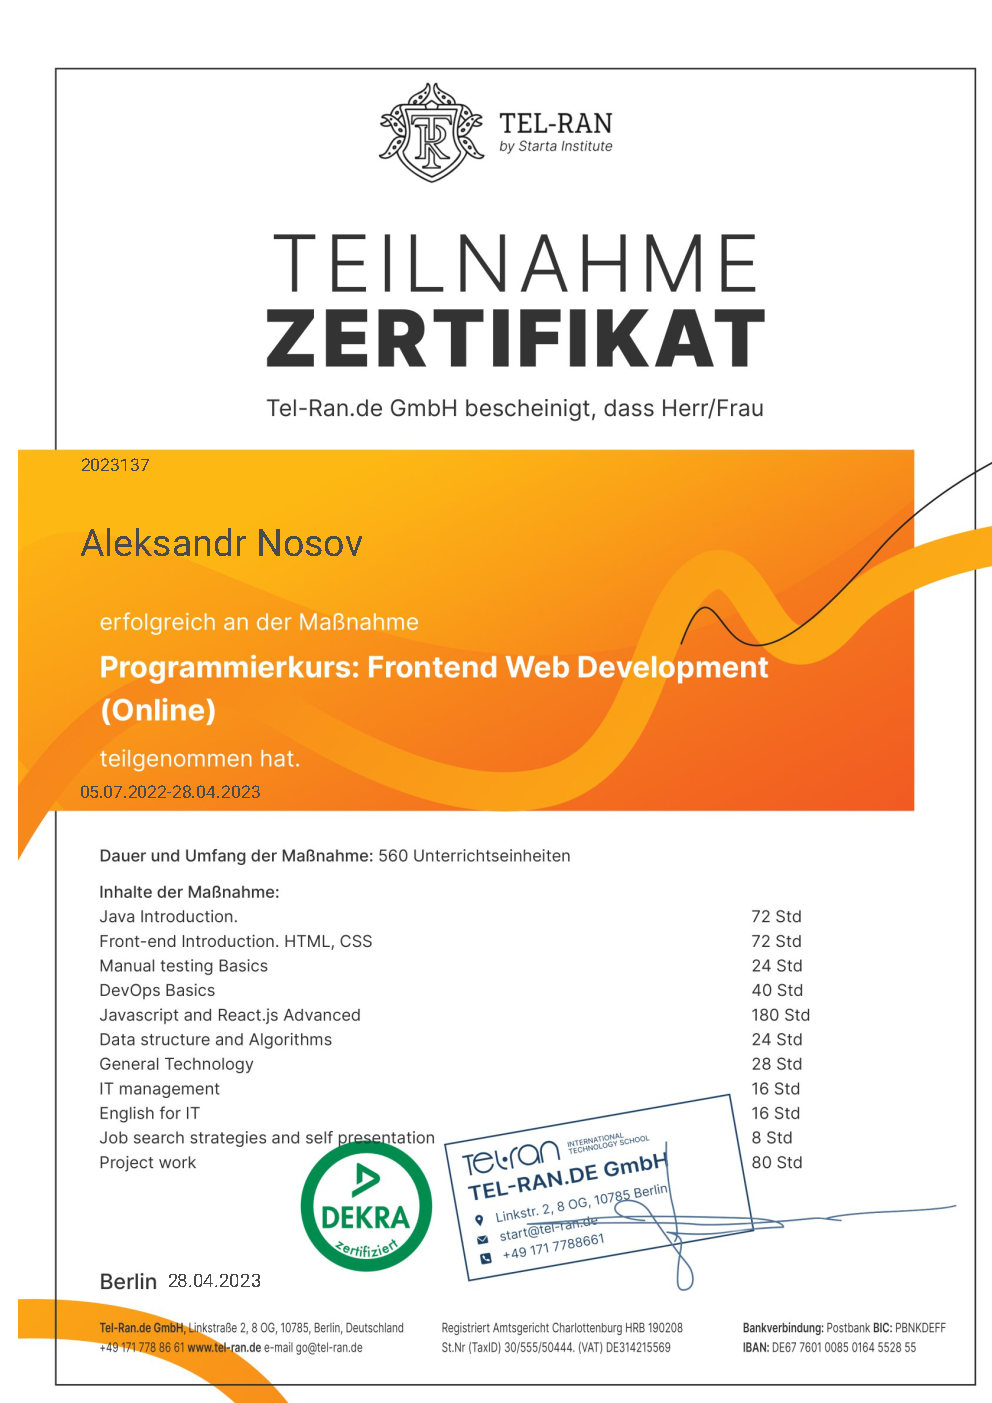 TEL-RAN
by Starta Institute
TEILNAHME
ZERTIFIKAT
Tel-Ran.de GmbH bescheinigt, dass Herr/Frau
2023137
Aleksandr Nosov
erfolgreich an der Maßnahme
Programmierkurs: Frontend Web Development
(Online)
teilgenommen hat.
05.07.2022-28.04.2023
Dauer und Umfang der Maßnahme: 560 Unterrichtseinheiten
Inhalte der Maßnahme:
Java Introduction. 72 Std
Front-end Introduction. HTML, CSS 72 Std
Manual testing Basics 24 Std
DevOps Basics 40 Std
Javascript and React.js Advanced 180 Std
Data structure and Algorithms 24 Std
General Technology 28 Std
IT management 16 Std
English for IT 16 Std
Job search strategies and self presentation 8 Std
Project work 80 Std
DEKRA
zertifiziert
Tel-ran INTERNATIONAL
TECHNOLOGY SCHOOL
TEL-RAN.DE GmbH
Linkstr. 2, 8 OG, 10785 Berlin
start@tel-ran.de
+49 171 7788661
Berlin 28.04.2023
Tel-Ran.de GmbH, Linkstraße 2, 8 OG, 10785, Berlin, Deutschland
+49 171 778 86 61 www.tel-ran.de e-mail go@tel-ran.de
Registriert Amtsgericht Charlottenburg HRB 190208
St.Nr (TaxID) 30/555/50444. (VAT) DE314215569
Bankverbindung: Postbank BIC: PBNKDEFF
IBAN: DE67 7601 0085 0164 5528 55